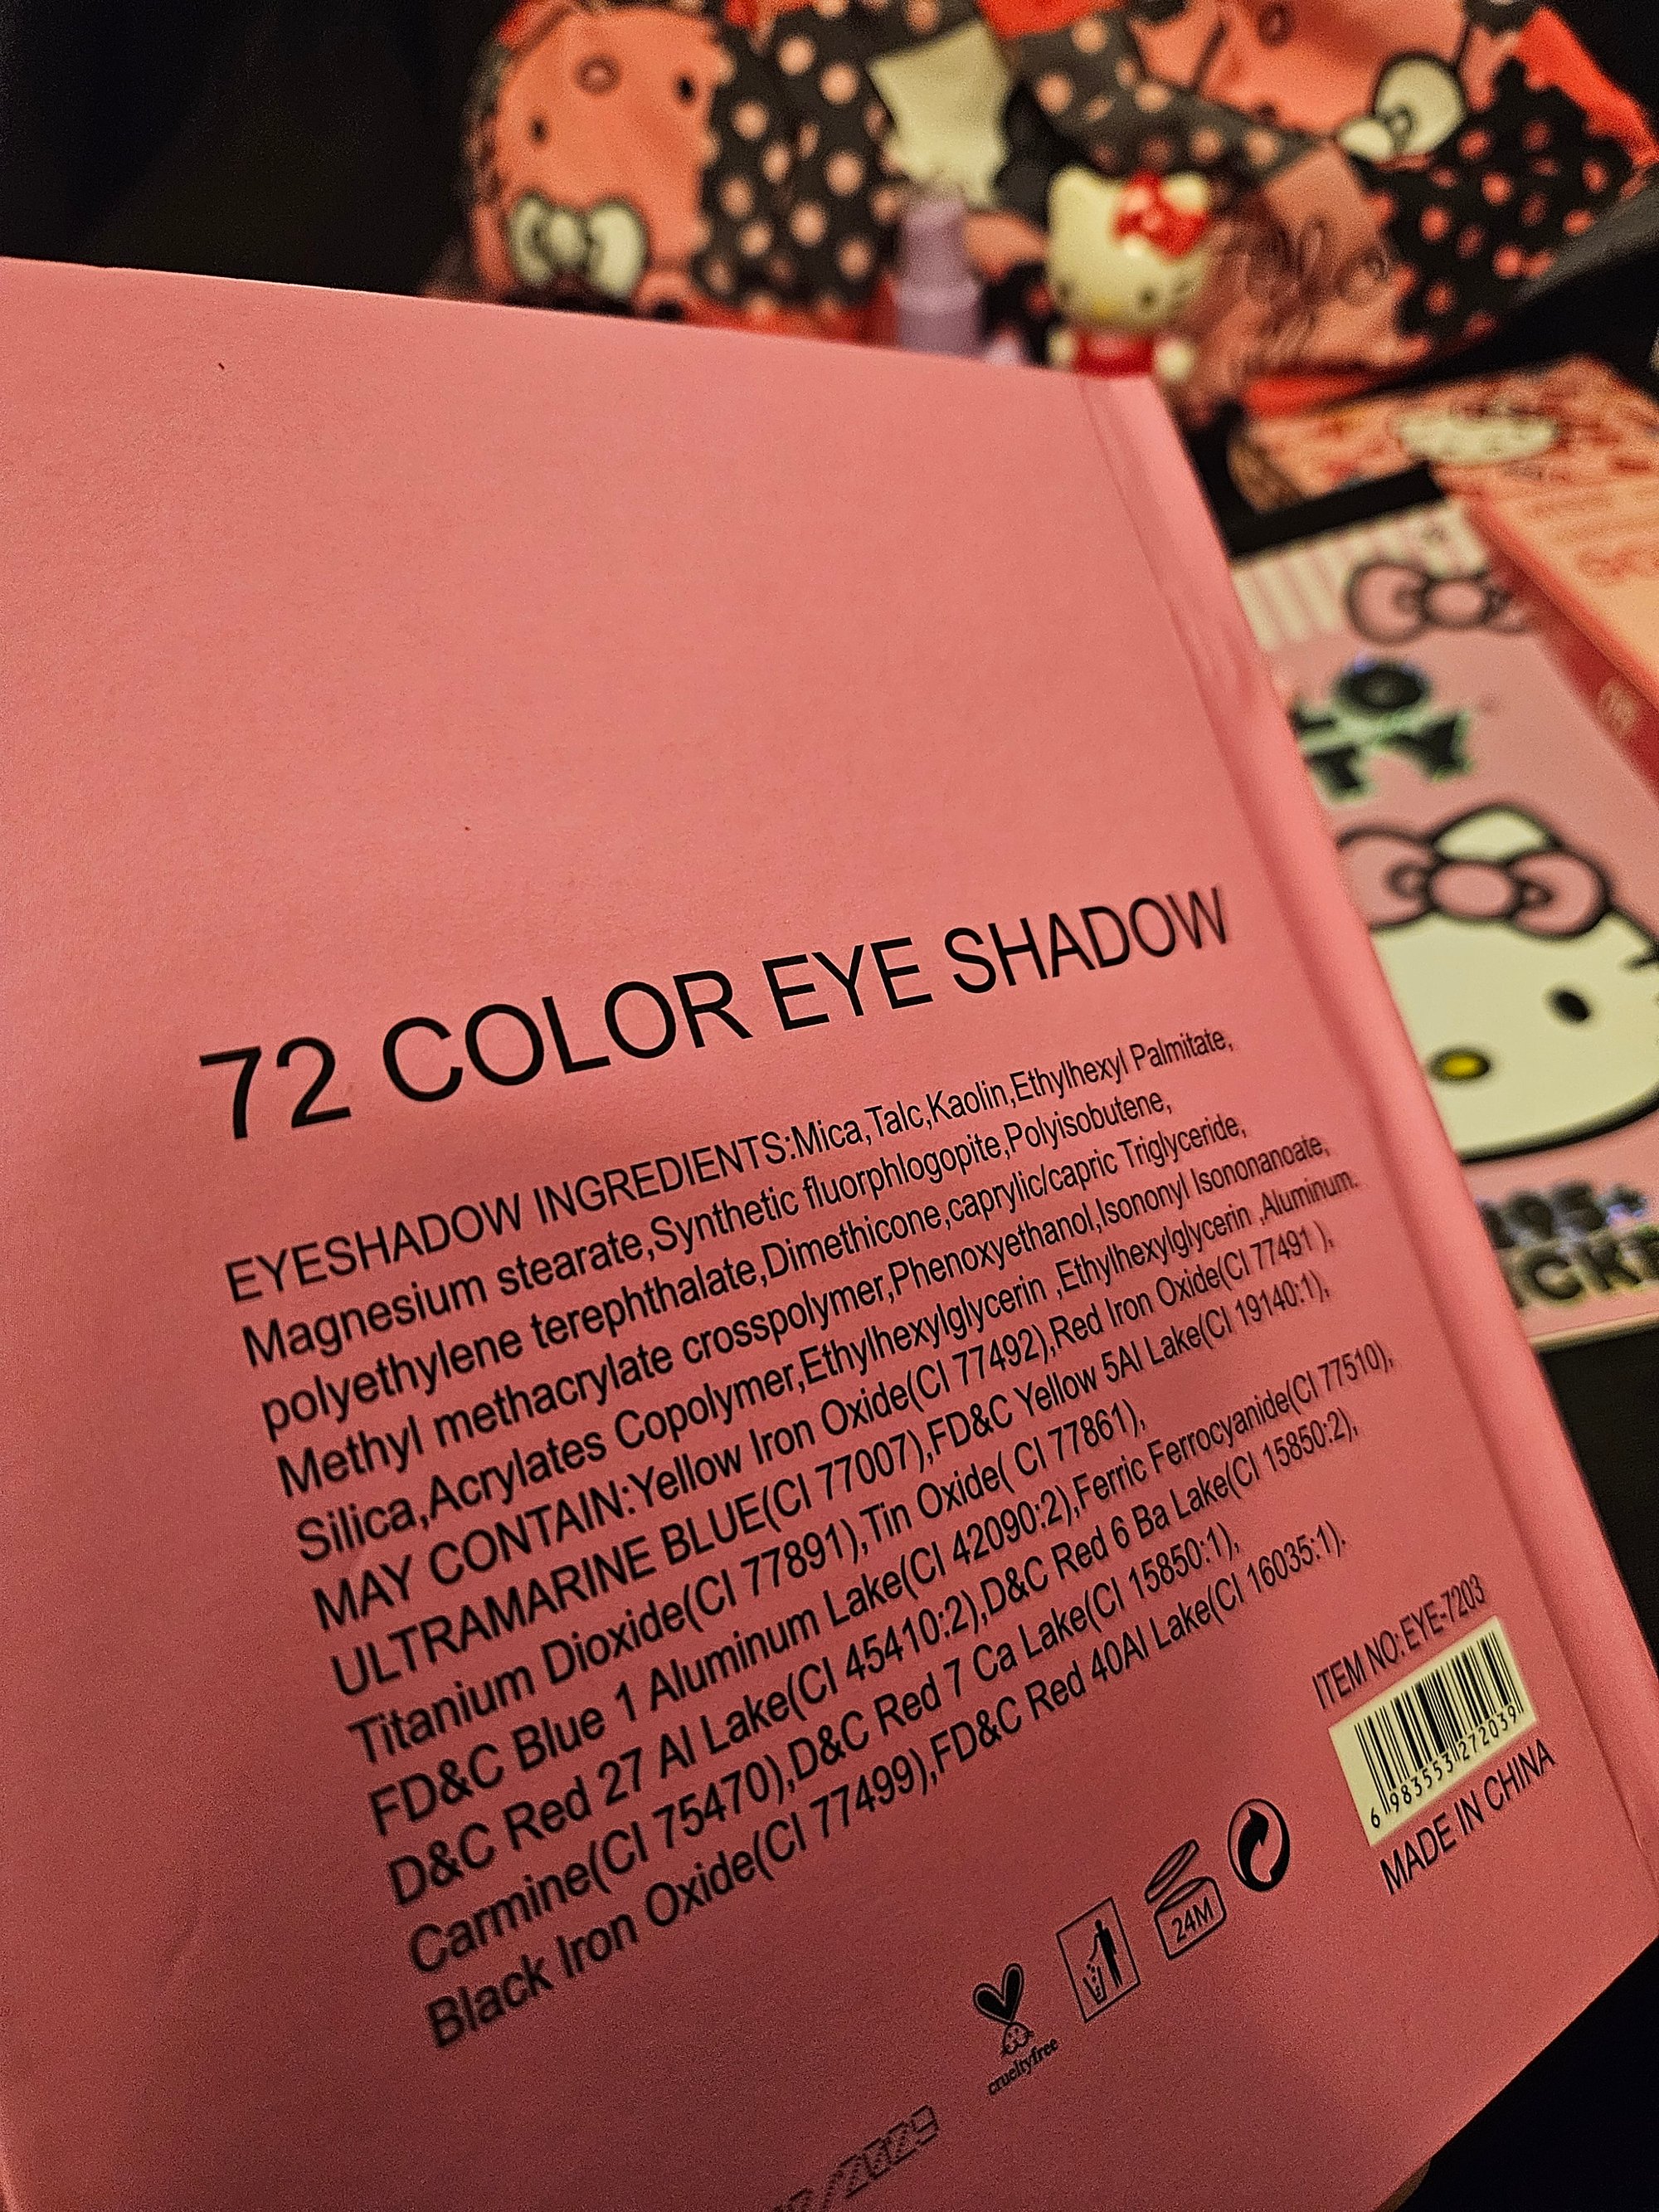 72 COLOR EYE SHADOW
EYESHADOW INGREDIENTS:Mica,Talc,Kaolin,Ethylhexyl Palmitate,
Magnesium stearate,Synthetic fluorphlogopite,Polyisobutene,
polyethylene terephthalate,Dimethicone,caprylic/capric Triglyceride,
Methyl methacrylate crosspolymer,Phenoxyethanol,Isononyl Isononanoate,
Silica,Acrylates Copolymer,Ethylhexylglycerin ,Ethylhexylglycerin ,Aluminum.
MAY CONTAIN:Yellow Iron Oxide(CI 77492),Red Iron Oxide(CI 77491 ),
ULTRAMARINE BLUE(CI 77007),FD&C Yellow 5Al Lake(CI 19140:1),
Titanium Dioxide(CI 77891),Tin Oxide( CI 77861),
FD&C Blue 1 Aluminum Lake(CI 42090:2),Ferric Ferrocyanide(CI 77510),
D&C Red 27 Al Lake(CI 45410:2),D&C Red 6 Ba Lake(CI 15850:2),
Carmine(CI 75470),D&C Red 7 Ca Lake(CI 15850:1),
Black Iron Oxide(CI 77499),FD&C Red 40Al Lake(CI 16035:1).
ITEM NO:EYE-7203
6 983553 272039
MADE IN CHINA
24M
crueltyfree
/2029